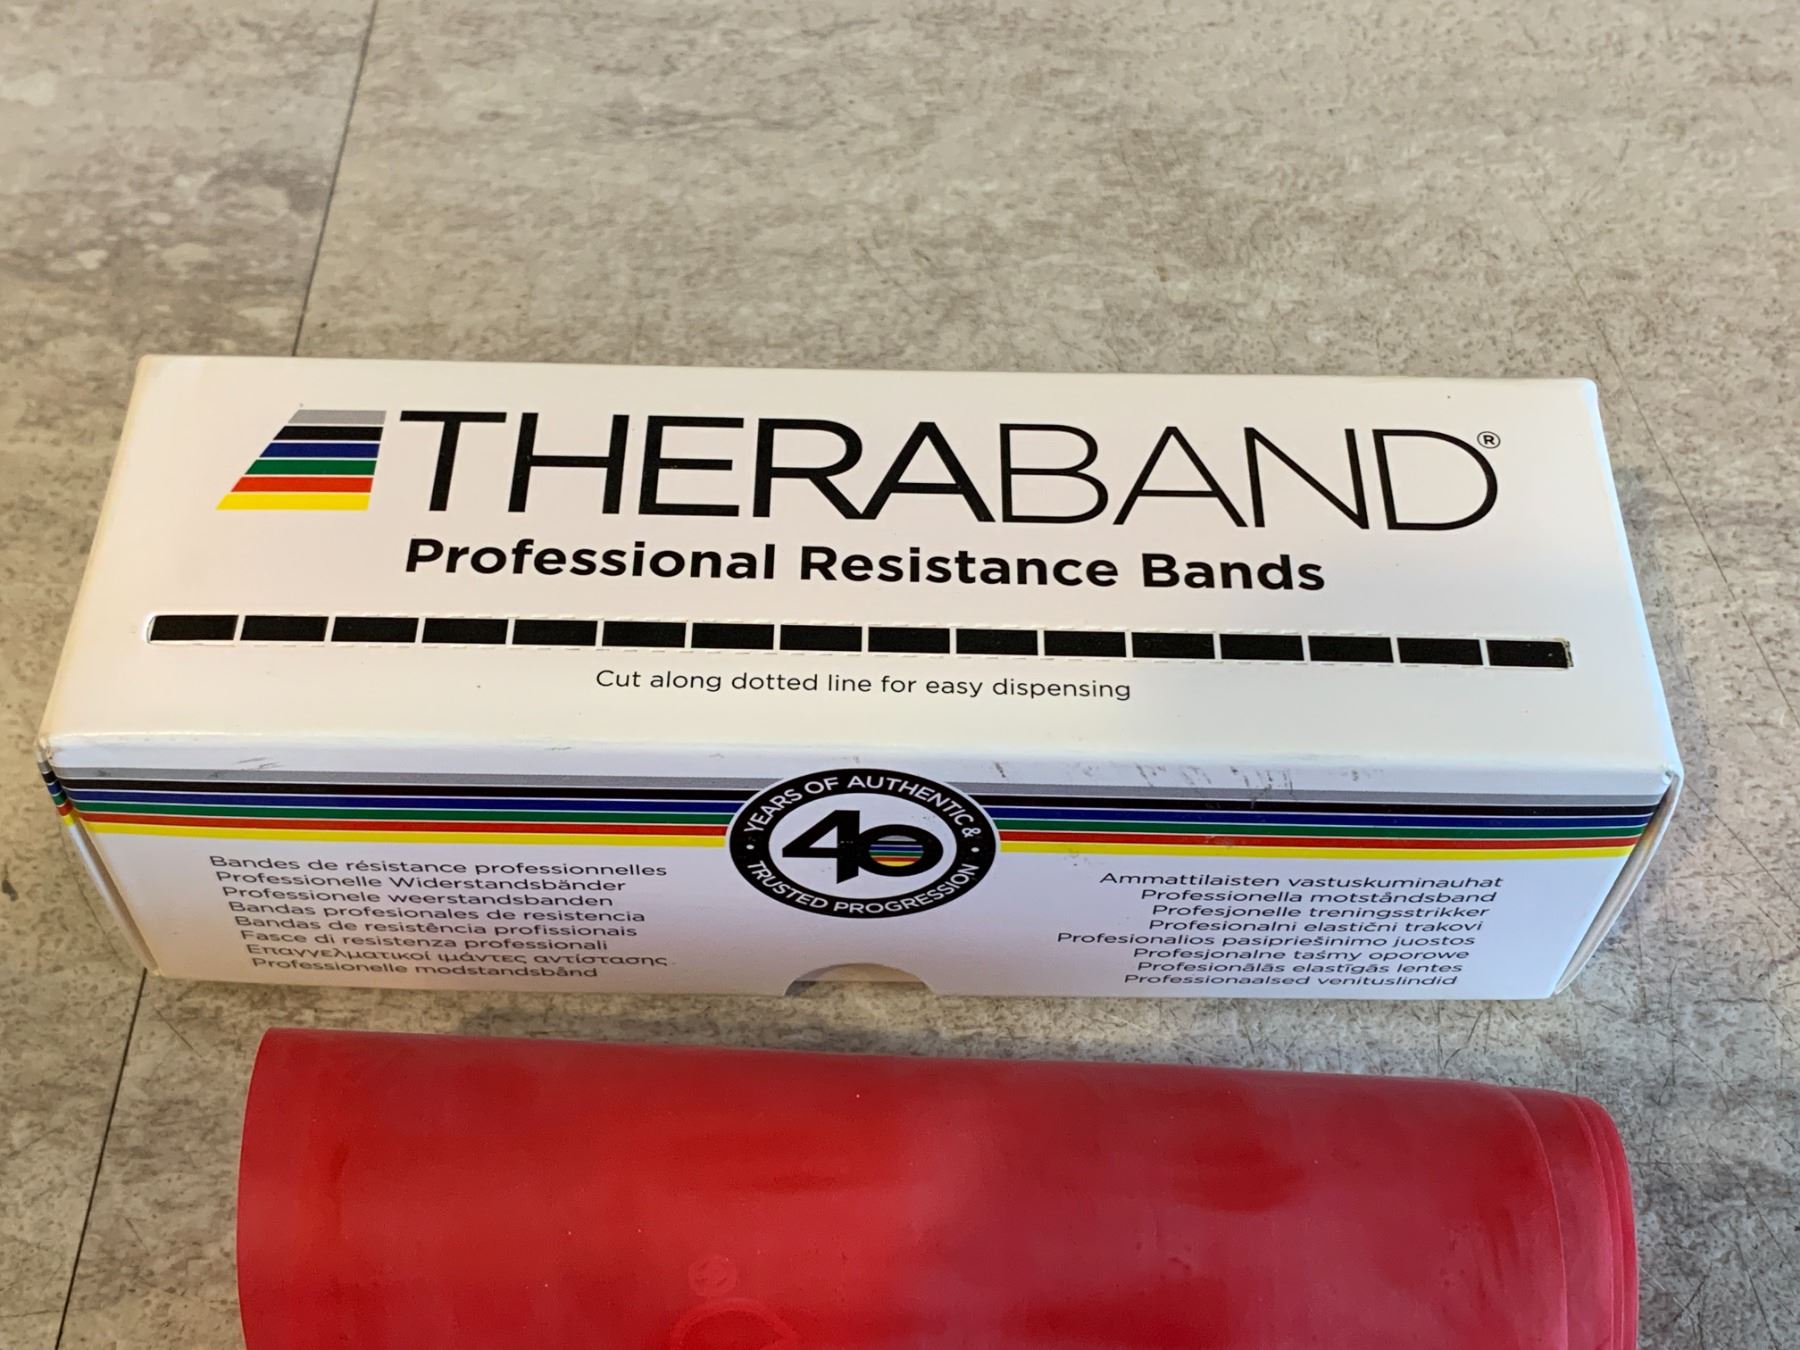 THERABAND®
Professional Resistance Bands
Cut along dotted line for easy dispensing
• YEARS OF AUTHENTIC &
40
TRUSTED PROGRESSION •
Bandes de résistance professionnelles
Professionelle Widerstandsbänder
Professionele weerstandsbanden
Bandas profesionales de resistencia
Bandas de resistência profissionais
Fasce di resistenza professionali
Επαγγελματικοί ιμάντες αντίστασης
Professionelle modstandsbånd
Ammattilaisten vastuskuminauhat
Professionella motståndsband
Profesjonelle treningsstrikker
Profesionalni elastični trakovi
Profesionalios pasipriešinimo juostos
Profesjonalne taśmy oporowe
Profesionālās elastīgās lentes
Professionaalsed venituslindid